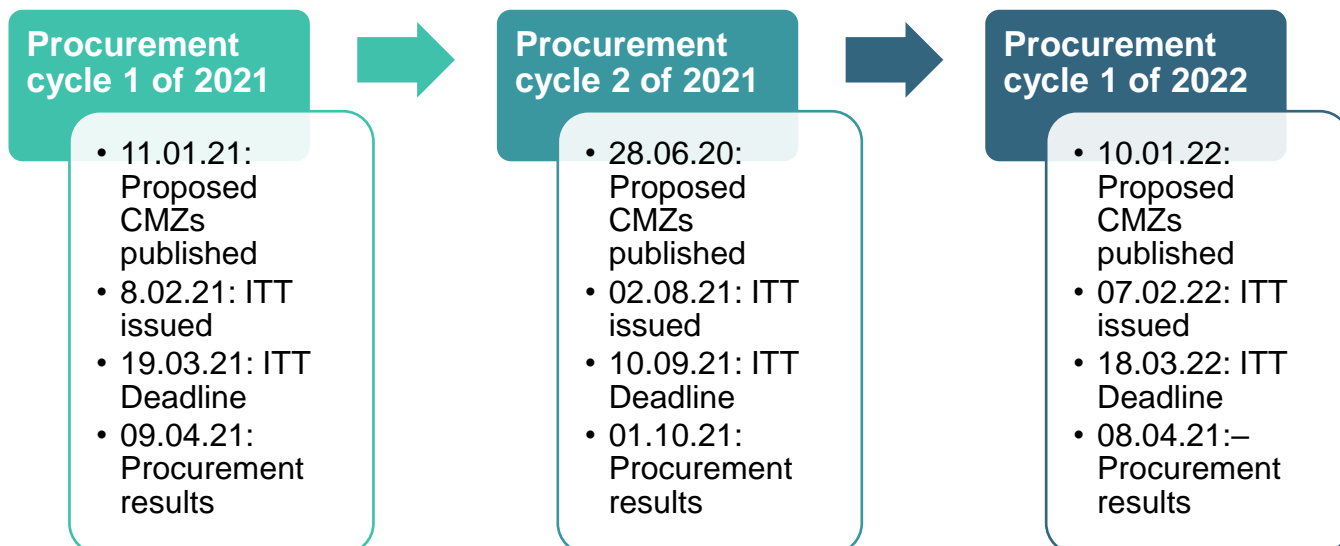 Procurement
cycle 1 of 2021
• 11.01.21:
Proposed
CMZs
published
• 8.02.21: ITT
issued
• 19.03.21: ITT
Deadline
• 09.04.21:
Procurement
results
Procurement
cycle 2 of 2021
• 28.06.20:
Proposed
CMZs
published
• 02.08.21: ITT
issued
• 10.09.21: ITT
Deadline
• 01.10.21:
Procurement
results
Procurement
cycle 1 of 2022
• 10.01.22:
Proposed
CMZs
published
• 07.02.22: ITT
issued
• 18.03.22: ITT
Deadline
• 08.04.21:–
Procurement
results